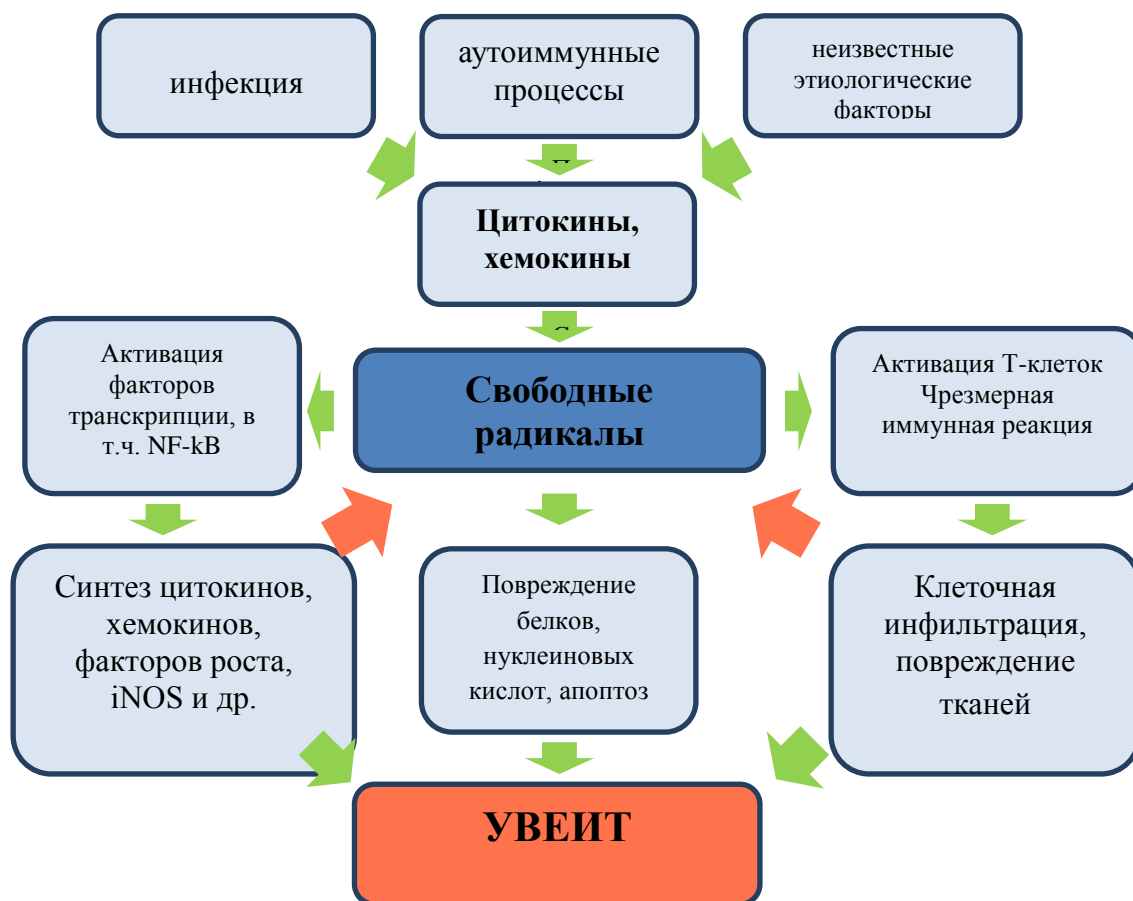 инфекция
аутоиммунные
процессы
неизвестные
этиологические
факторы
Цитокины,
хемокины
Активация
факторов
транскрипции, в
т.ч. NF-kB
Свободные
радикалы
Активация Т-клеток
Чрезмерная
иммунная реакция
Синтез цитокинов,
хемокинов,
факторов роста,
iNOS и др.
Повреждение
белков,
нуклеиновых
кислот, апоптоз
Клеточная
инфильтрация,
повреждение
тканей
УВЕИТ